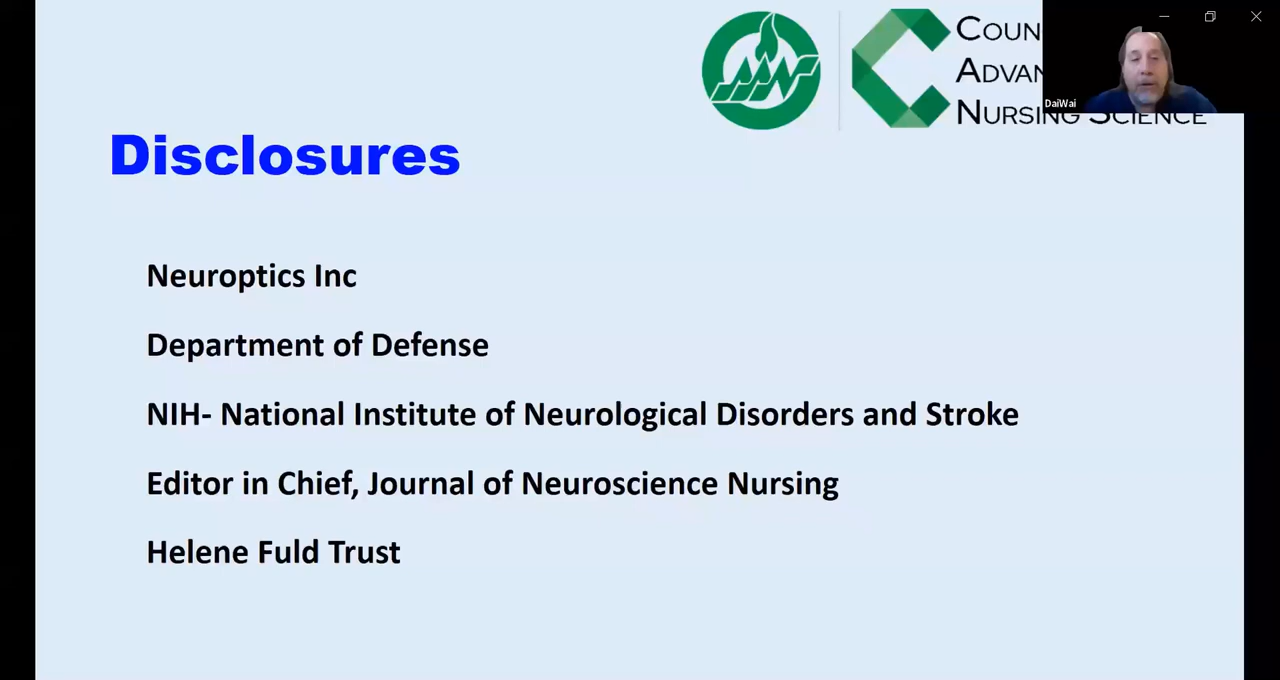 COUN
ADVAN
NURSING SCIENCE
DaiWai
Disclosures
Neuroptics Inc
Department of Defense
NIH- National Institute of Neurological Disorders and Stroke
Editor in Chief, Journal of Neuroscience Nursing
Helene Fuld Trust